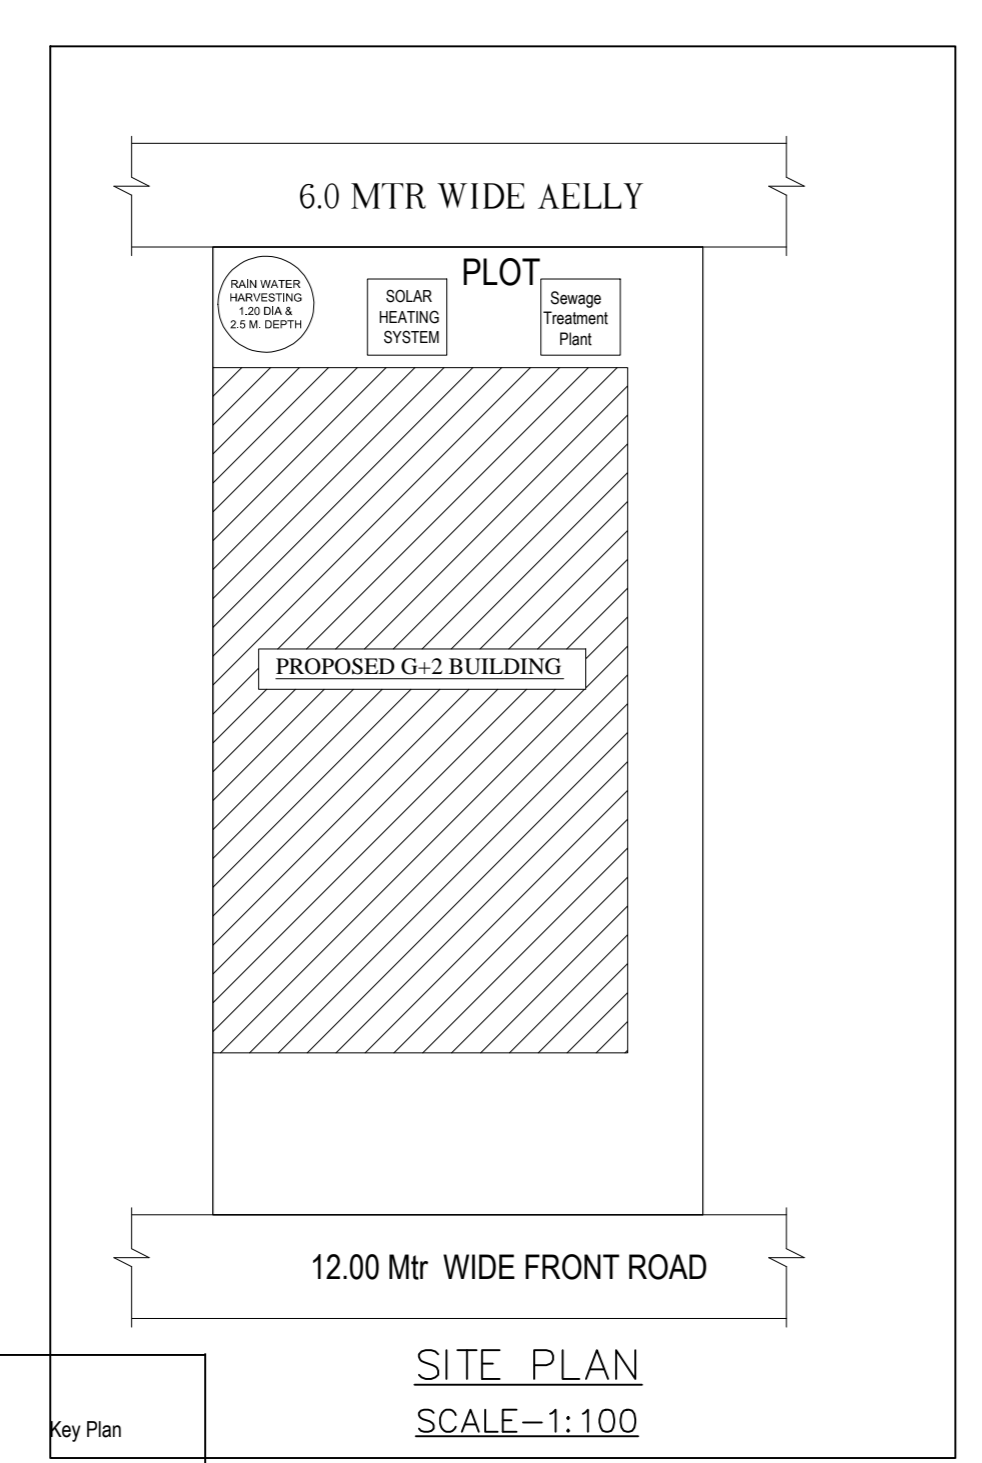 6.0 MTR WIDE AELLY
PLOT
RAIN WATER
HARVESTING
1.20 DIA &
2.5 M. DEPTH
SOLAR
HEATING
SYSTEM
Sewage
Treatment
Plant
PROPOSED G+2 BUILDING
12.00 Mtr WIDE FRONT ROAD
SITE PLAN
SCALE-1:100
Key Plan